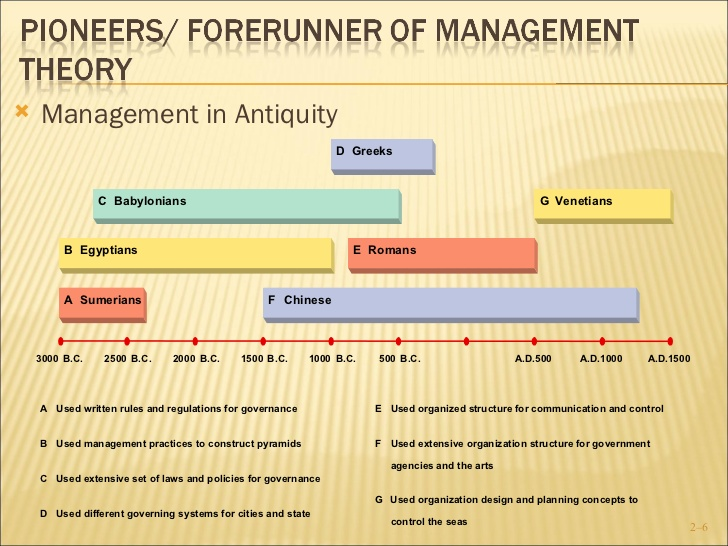 PIONEERS/ FORERUNNER OF MANAGEMENT
THEORY
Management in Antiquity
D Greeks
C Babylonians
G Venetians
B Egyptians
E Romans
A Sumerians
F Chinese
3000 B.C. 2500 B.C. 2000 B.C. 1500 B.C. 1000 B.C. 500 B.C. A.D.500 A.D.1000 A.D.1500
A Used written rules and regulations for governance
B Used management practices to construct pyramids
C Used extensive set of laws and policies for governance
D Used different governing systems for cities and state
E Used organized structure for communication and control
F Used extensive organization structure for government
agencies and the arts
G Used organization design and planning concepts to
control the seas
2–6